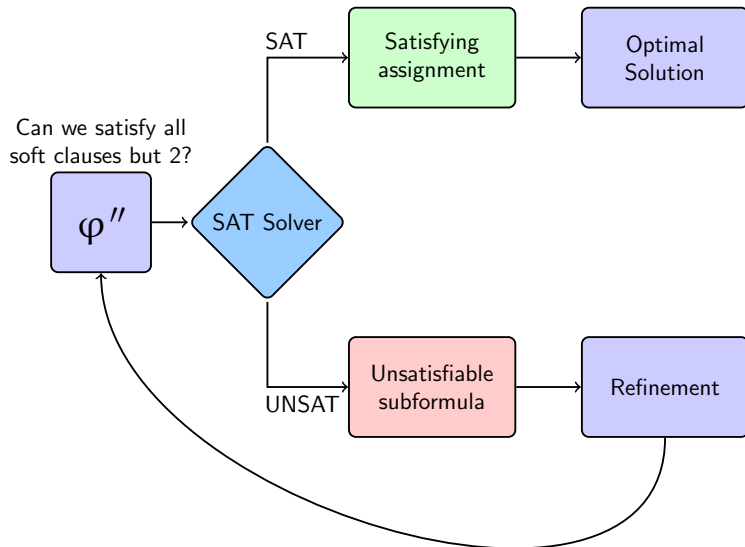 SAT
Satisfying
assignment
Optimal
Solution
Can we satisfy all
soft clauses but 2?
φ″
SAT Solver
UNSAT
Unsatisfiable
subformula
Refinement